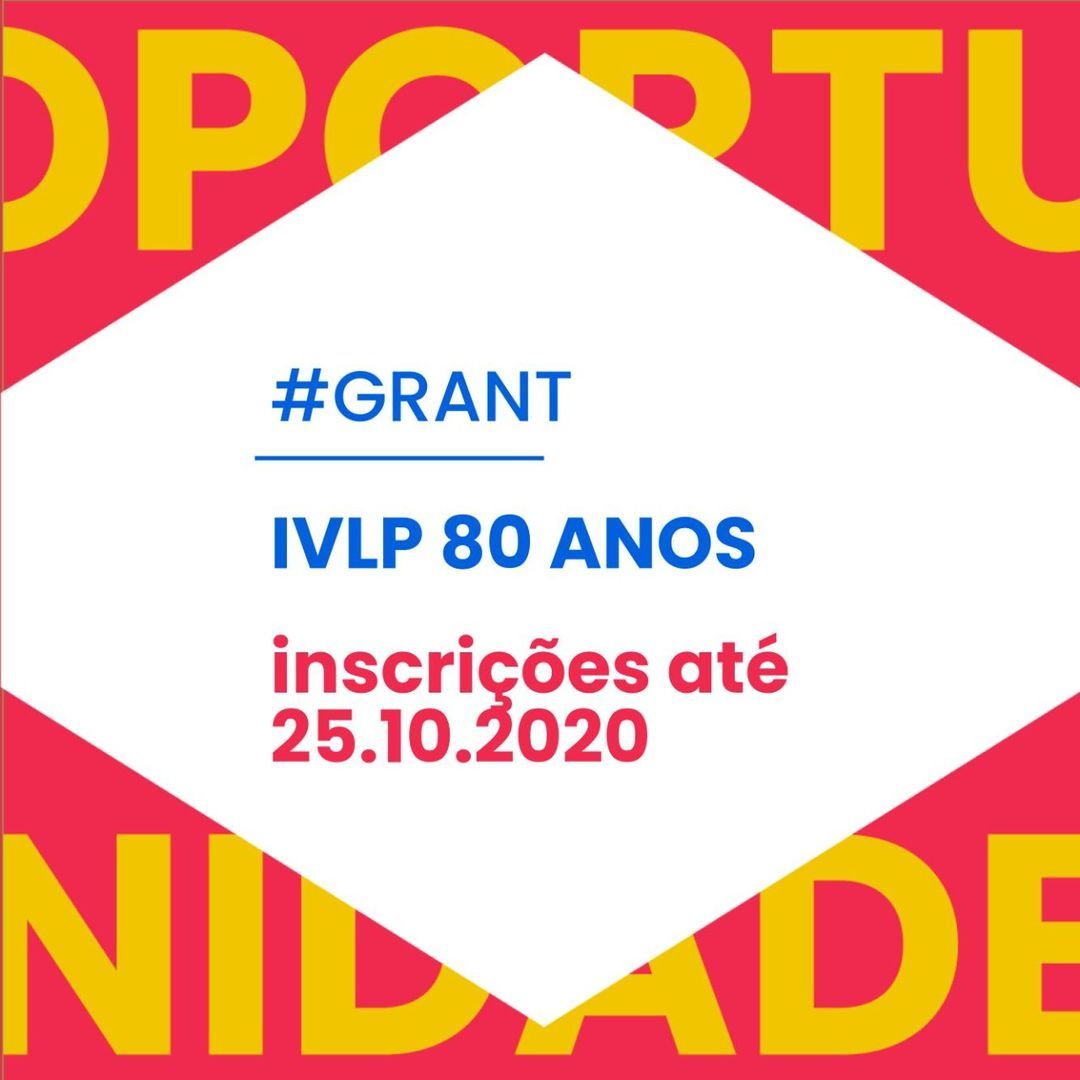 OPORTU
#GRANT
IVLP 80 ANOS
inscrições até
25.10.2020
NIDADE